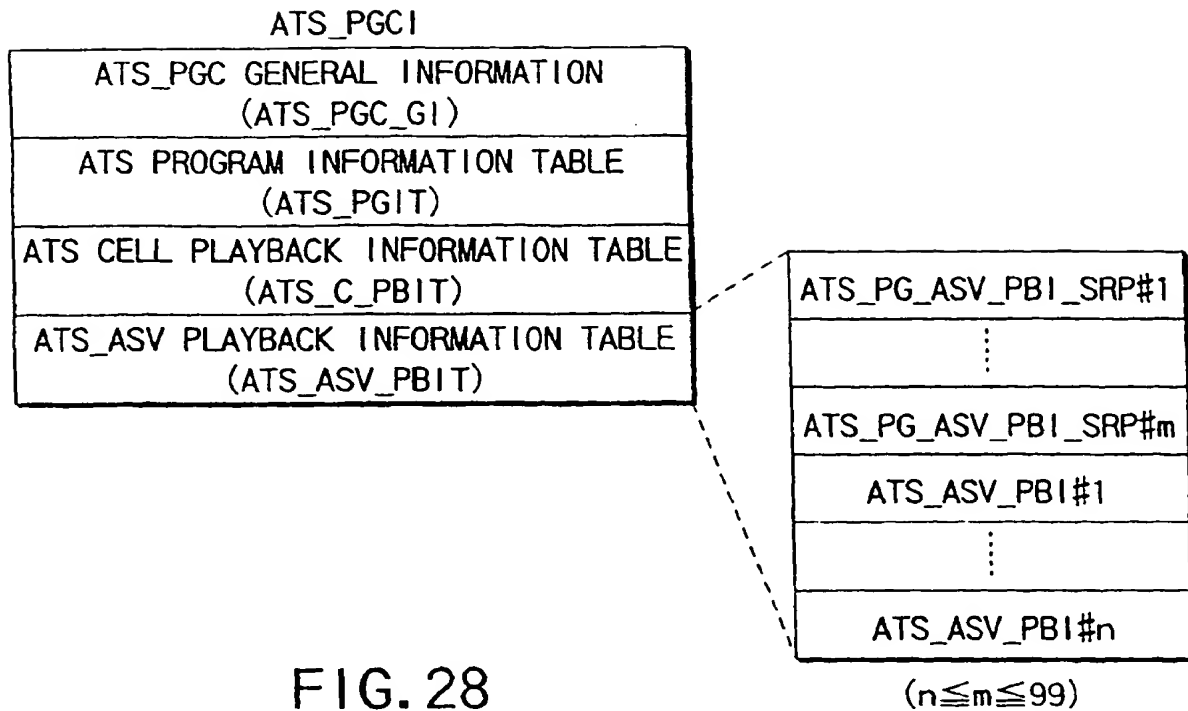 ATS_PGCI
ATS_PGC GENERAL INFORMATION
(ATS_PGC_GI)
ATS PROGRAM INFORMATION TABLE
(ATS_PGIT)
ATS CELL PLAYBACK INFORMATION TABLE
(ATS_C_PBIT)
ATS_ASV PLAYBACK INFORMATION TABLE
(ATS_ASV_PBIT)
ATS_PG_ASV_PBI_SRP#1
ATS_PG_ASV_PBI_SRP#m
ATS_ASV_PBI#1
ATS_ASV_PBI#n
(n≦m≦99)
FIG. 28